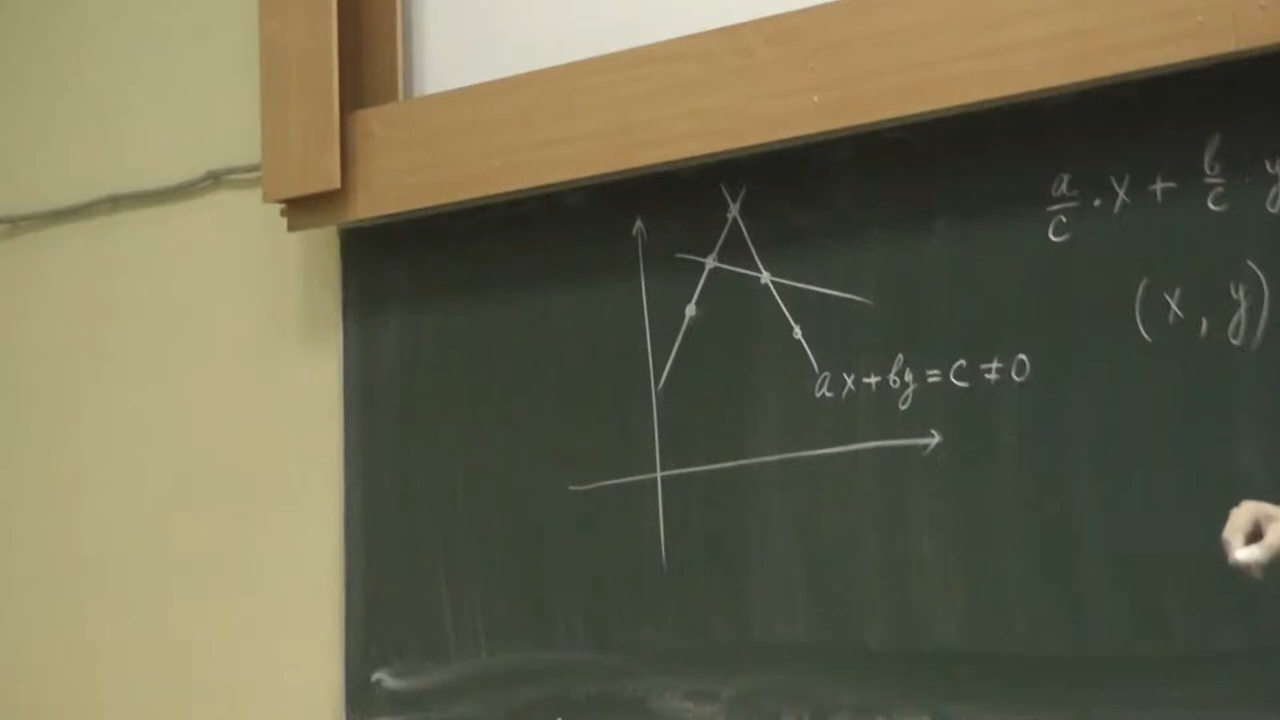 a/c · x + b/c · y
(x, y)
ax + by = c ≠ 0